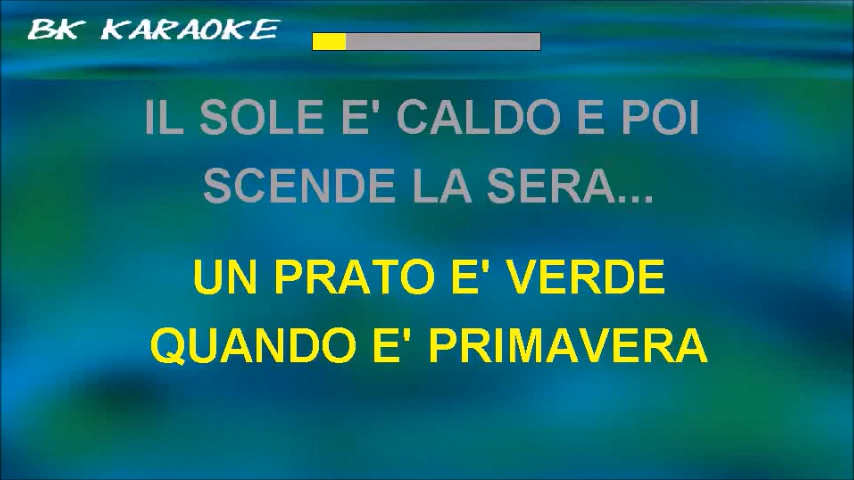 BK KARAOKE
IL SOLE E' CALDO E POI
SCENDE LA SERA...
UN PRATO E' VERDE
QUANDO E' PRIMAVERA